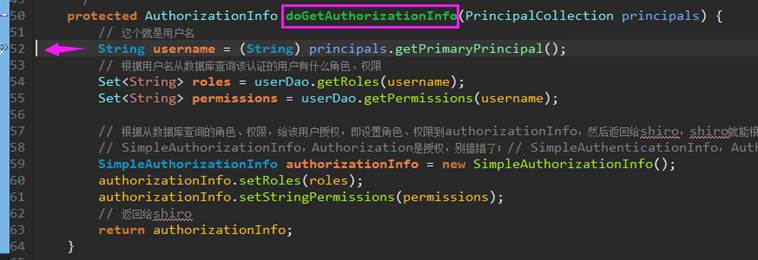 50 protected AuthorizationInfo doGetAuthorizationInfo(PrincipalCollection principals) {
51 // 这个就是用户名
52 String username = (String) principals.getPrimaryPrincipal();
53 // 根据用户名从数据库查询该认证的用户有什么角色、权限
54 Set<String> roles = userDao.getRoles(username);
55 Set<String> permissions = userDao.getPermissions(username);
56
57 // 根据从数据库查询的角色、权限，给该用户授权，即设置角色、权限到authorizationInfo，然后返回给shiro，shiro就能根
58 // SimpleAuthorizationInfo，Authorization是授权，别搞错了；// SimpleAuthenticationInfo，Aut
59 SimpleAuthorizationInfo authorizationInfo = new SimpleAuthorizationInfo();
60 authorizationInfo.setRoles(roles);
61 authorizationInfo.setStringPermissions(permissions);
62 // 返回给shiro
63 return authorizationInfo;
64 }